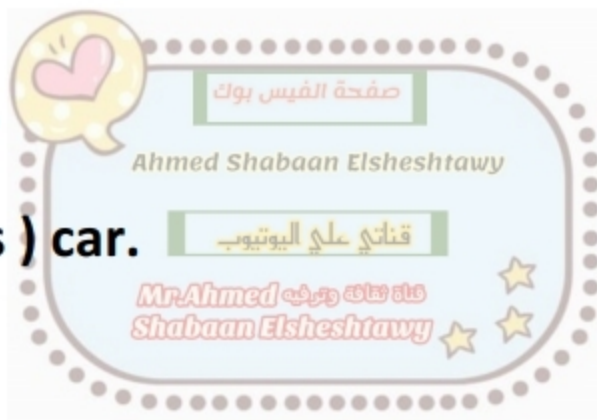 صفحة الفيس بوك
Ahmed Shabaan Elsheshtawy
s ) car.
قناتي علي اليوتيوب
Mr.Ahmed قناة ثقافة وترفيه
Shabaan Elsheshtawy